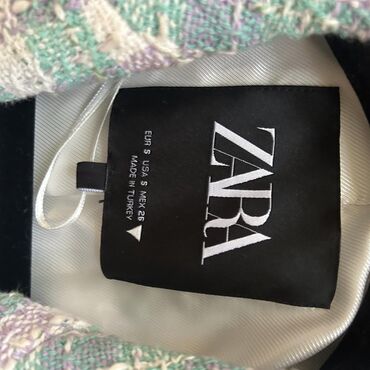 ZARA
EUR S USA S MEX 26
MADE IN TURKEY